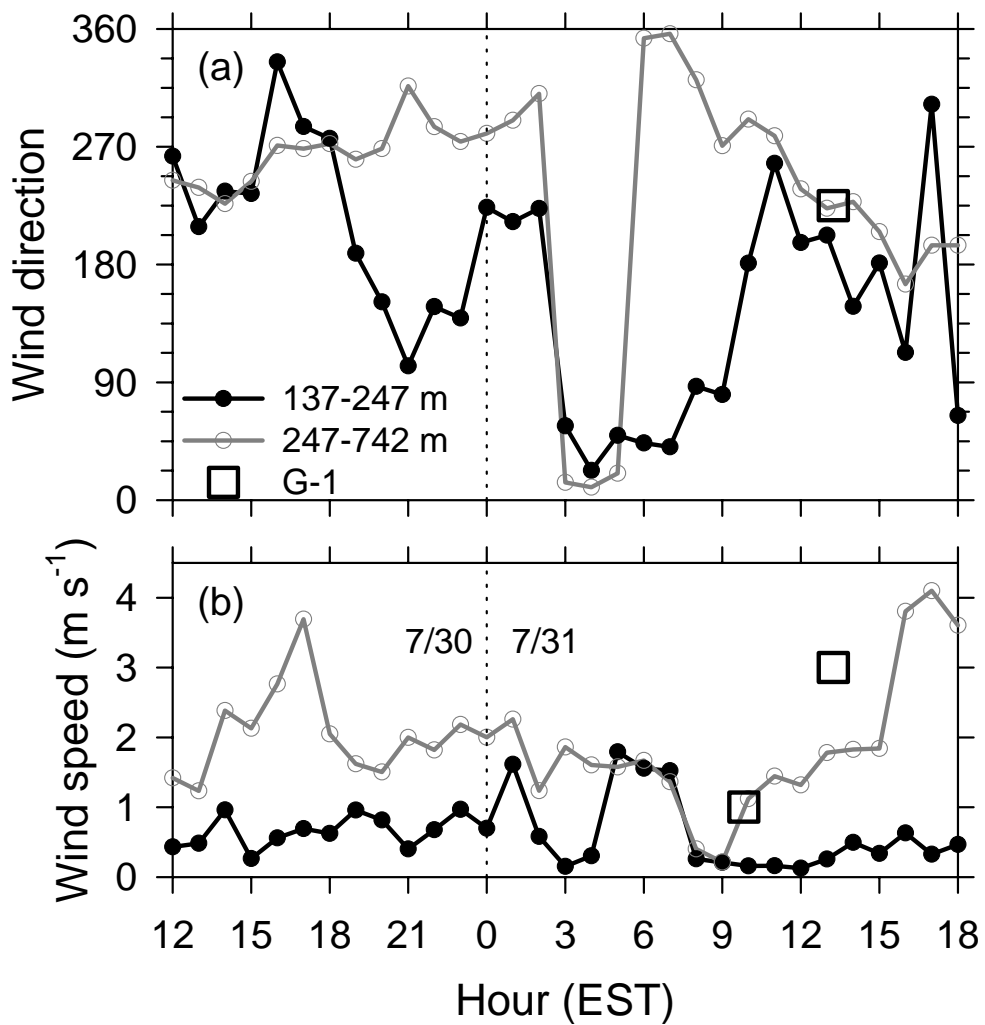 360
270
180
90
0
Wind direction
(a)
137-247 m
247-742 m
G-1
4
3
2
1
0
Wind speed (m s⁻¹)
(b)
7/30 7/31
12 15 18 21 0 3 6 9 12 15 18
Hour (EST)